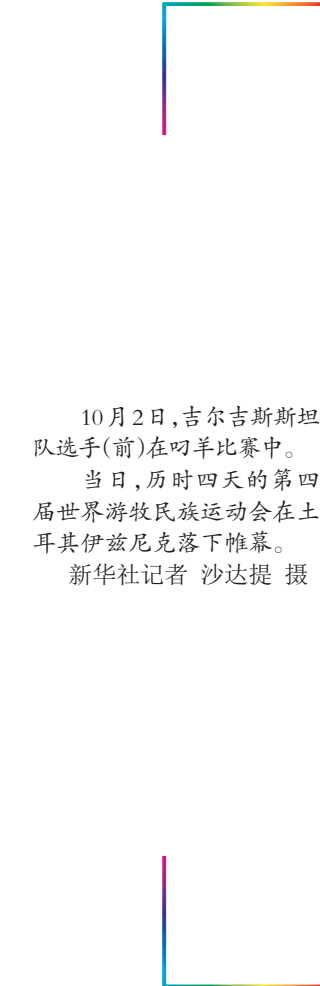 10月2日,吉尔吉斯斯坦
队选手(前)在叼羊比赛中。
当日,历时四天的第四
届世界游牧民族运动会在土
耳其伊兹尼克落下帷幕。
新华社记者 沙达提 摄